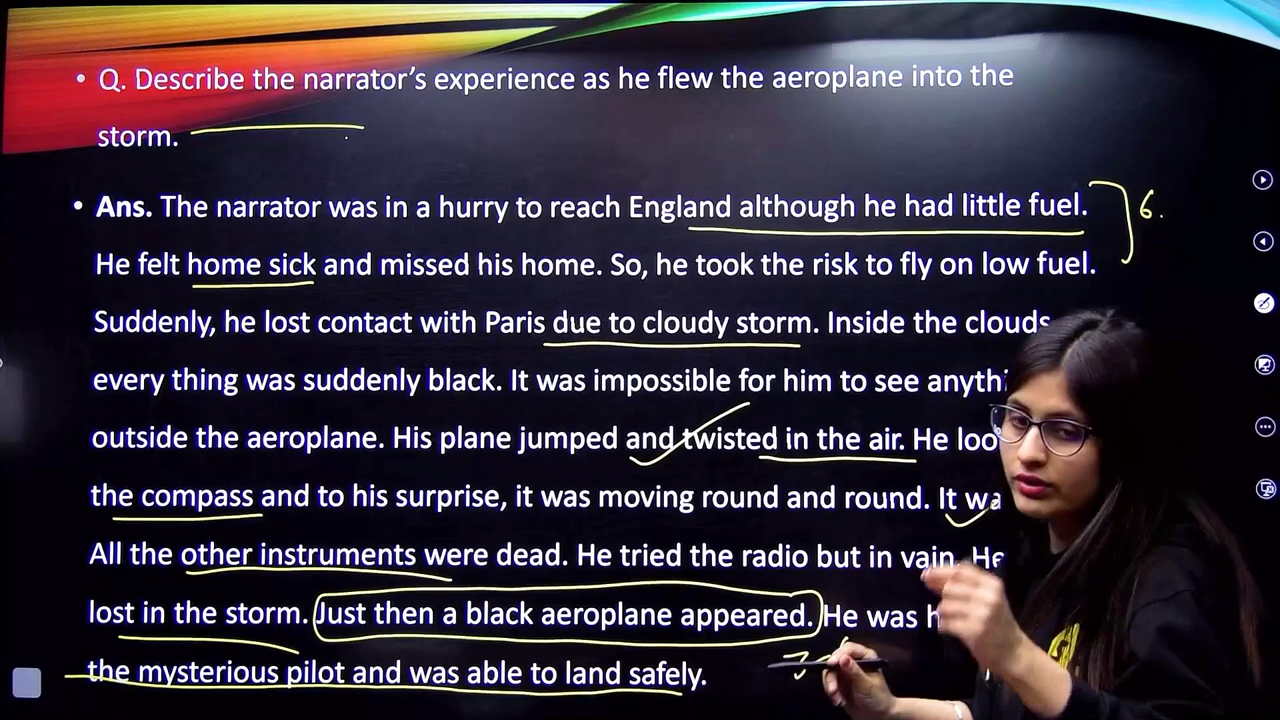 • Q. Describe the narrator's experience as he flew the aeroplane into the
storm.
• Ans. The narrator was in a hurry to reach England although he had little fuel.
6.
He felt home sick and missed his home. So, he took the risk to fly on low fuel.
Suddenly, he lost contact with Paris due to cloudy storm. Inside the clouds
every thing was suddenly black. It was impossible for him to see
outside the aeroplane. His plane jumped and twisted in the air. He
the compass and to his surprise, it was moving round and round. It
All the other instruments were dead. He tried the radio but in vain.
lost in the storm. Just then a black aeroplane appeared. He was
the mysterious pilot and was able to land safely.